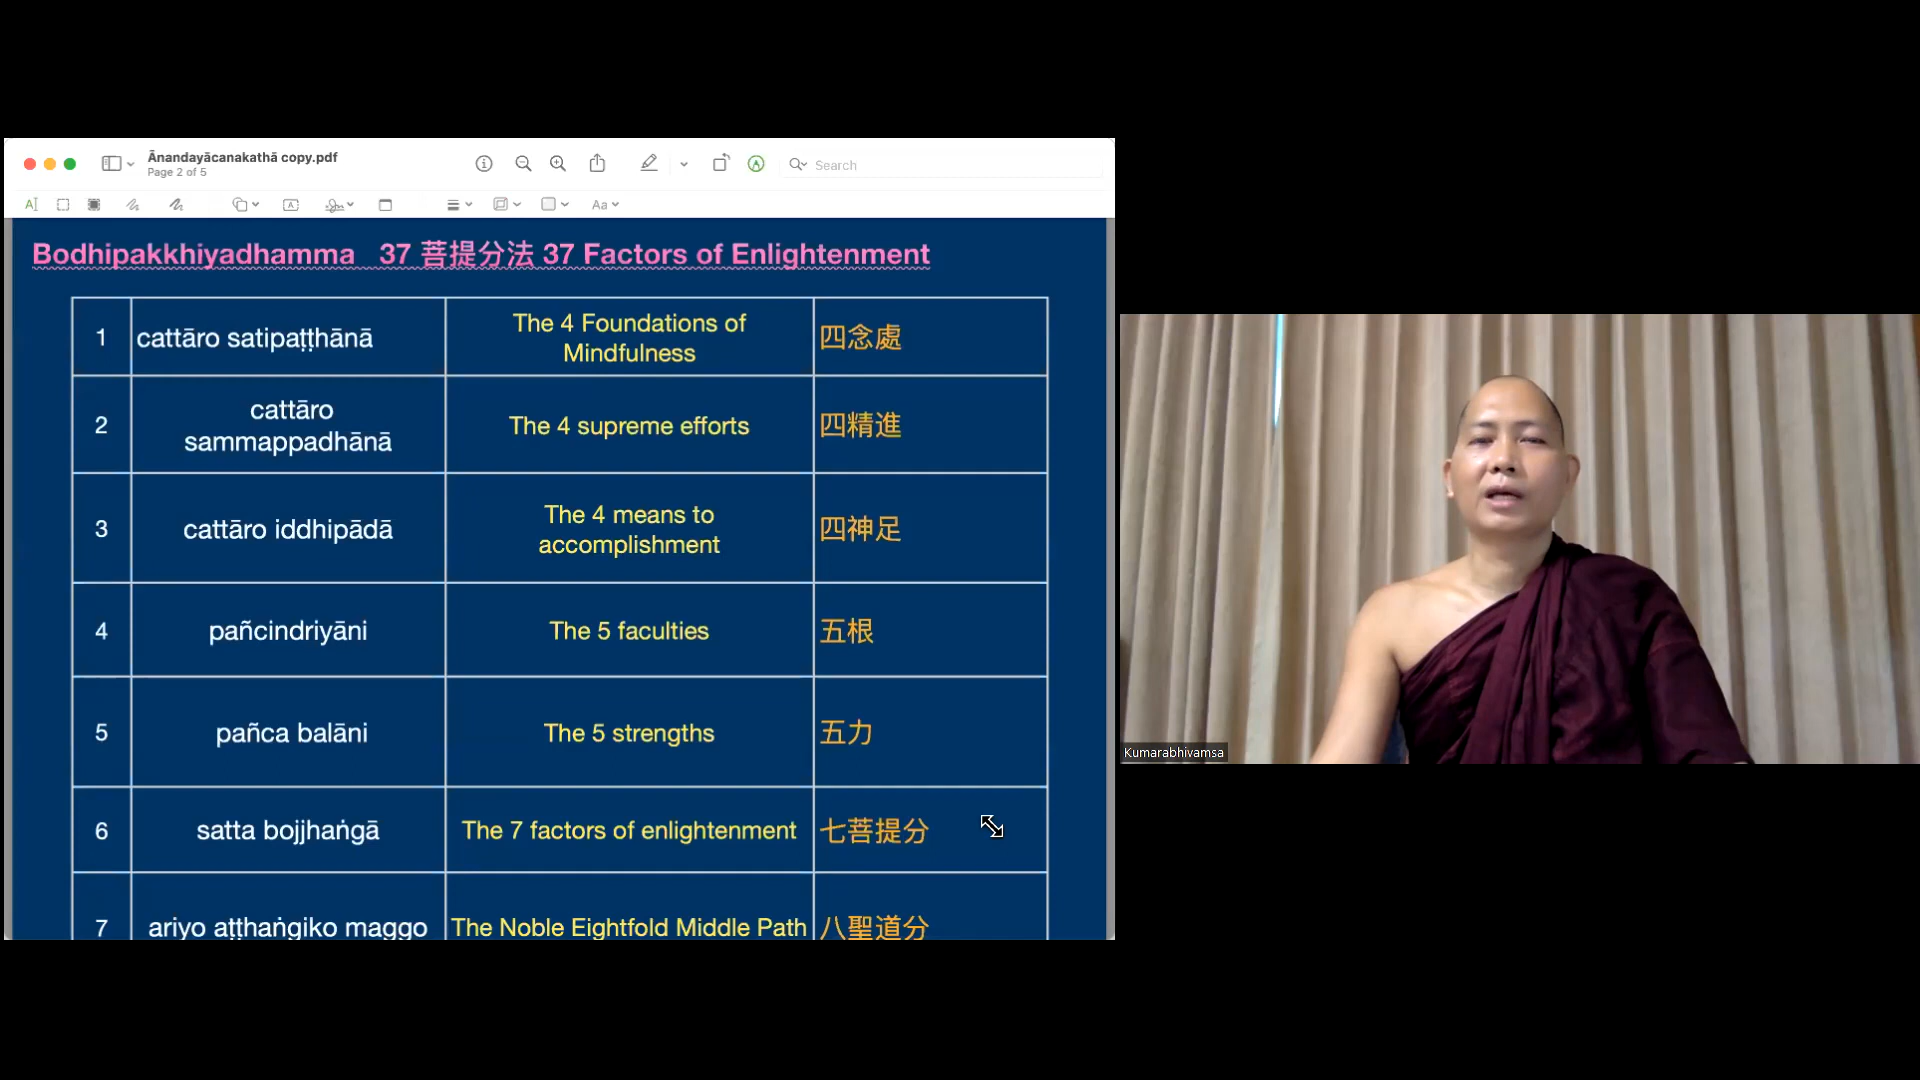 Ānandayācanakathā copy.pdf
Page 2 of 5
Search
Aa
Bodhipakkhiyadhamma 37 菩提分法 37 Factors of Enlightenment
1 cattāro satipaṭṭhānā The 4 Foundations of Mindfulness 四念處
2 cattāro sammappadhānā The 4 supreme efforts 四精進
3 cattāro iddhipādā The 4 means to accomplishment 四神足
4 pañcindriyāni The 5 faculties 五根
5 pañca balāni The 5 strengths 五力
6 satta bojjhaṅgā The 7 factors of enlightenment 七菩提分
7 ariyo aṭṭhaṅgiko maggo The Noble Eightfold Middle Path 八聖道分
Kumarabhivamsa